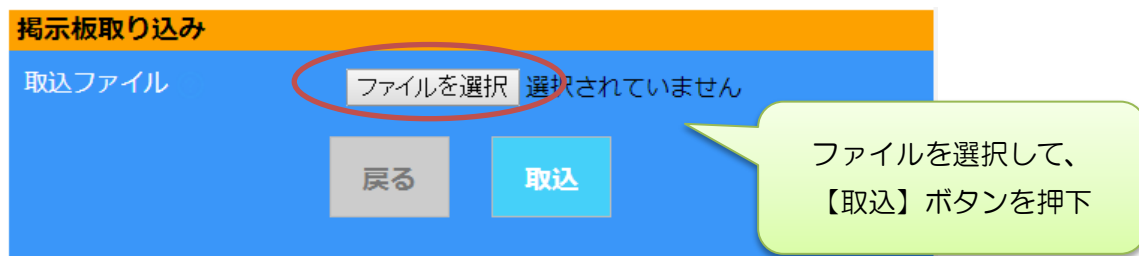 掲示板取り込み
取込ファイル ファイルを選択 選択されていません
戻る 取込
ファイルを選択して、
【取込】ボタンを押下